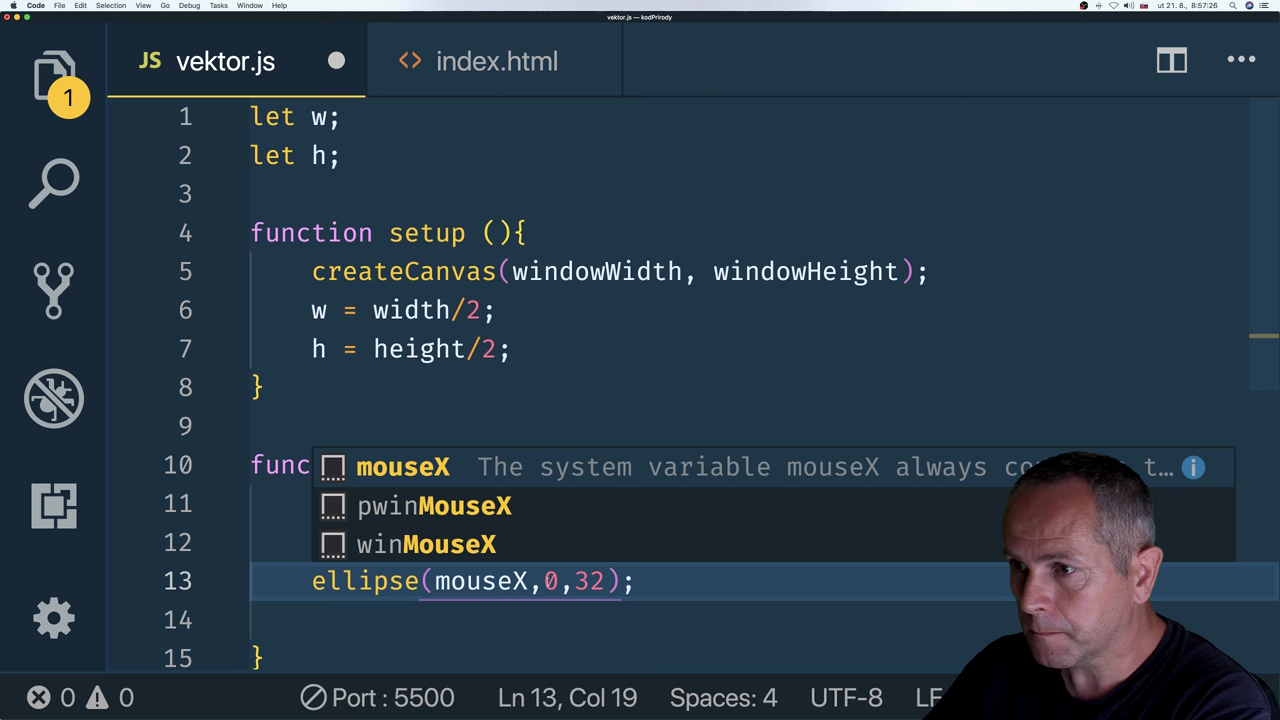 Code File Edit Selection View Go Debug Tasks Window Help
ut 21. 8., 8:57:26
vektor.js — kodPrirody
JS vektor.js
<> index.html
1
1 let w;
2 let h;
3
4 function setup (){
5 createCanvas(windowWidth, windowHeight);
6 w = width/2;
7 h = height/2;
8 }
9
10 func
mouseX The system variable mouseX always t…
11
pwinMouseX
12
winMouseX
13 ellipse(mouseX,0,32);
14
15 }
0 0 Port : 5500 Ln 13, Col 19 Spaces: 4 UTF-8 LF